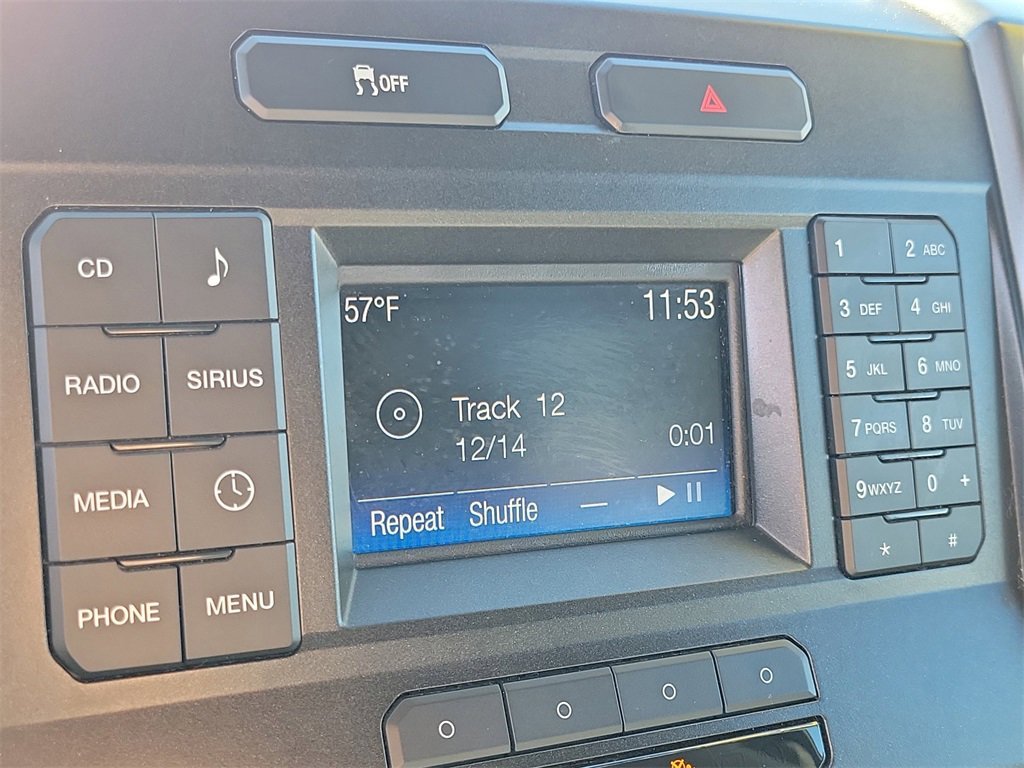 OFF
CD
RADIO SIRIUS
MEDIA
PHONE MENU
57°F 11:53
Track 12
12/14 0:01
Repeat Shuffle
1 2 ABC
3 DEF 4 GHI
5 JKL 6 MNO
7 PQRS 8 TUV
9 WXYZ 0 +
* #